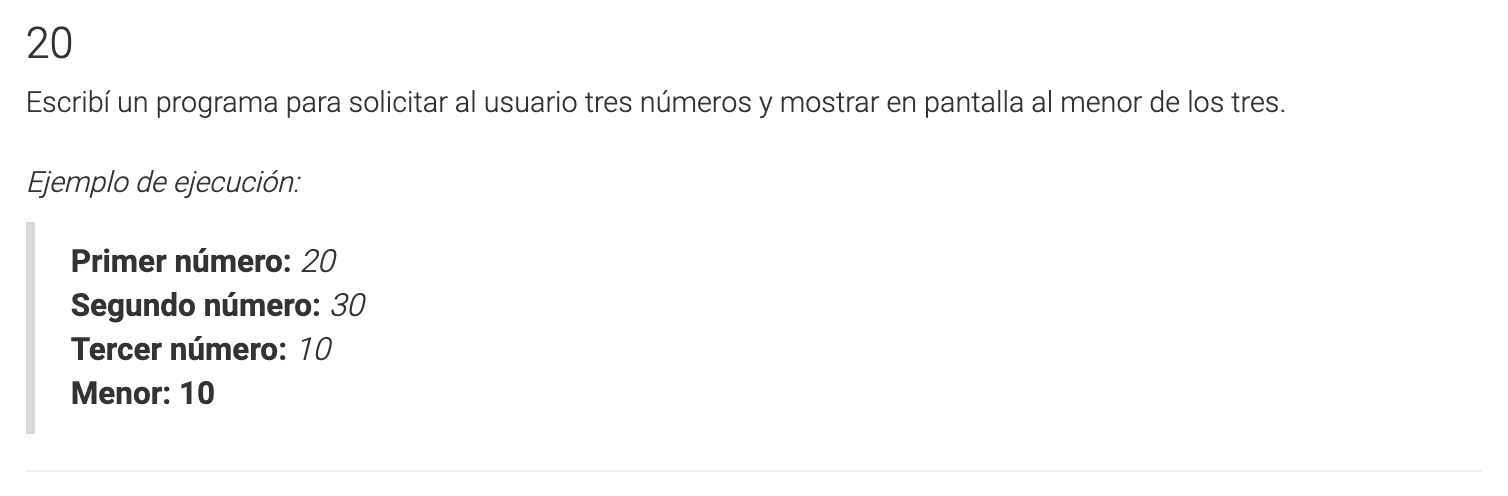 20
Escribí un programa para solicitar al usuario tres números y mostrar en pantalla al menor de los tres.
Ejemplo de ejecución:
Primer número: 20
Segundo número: 30
Tercer número: 10
Menor: 10